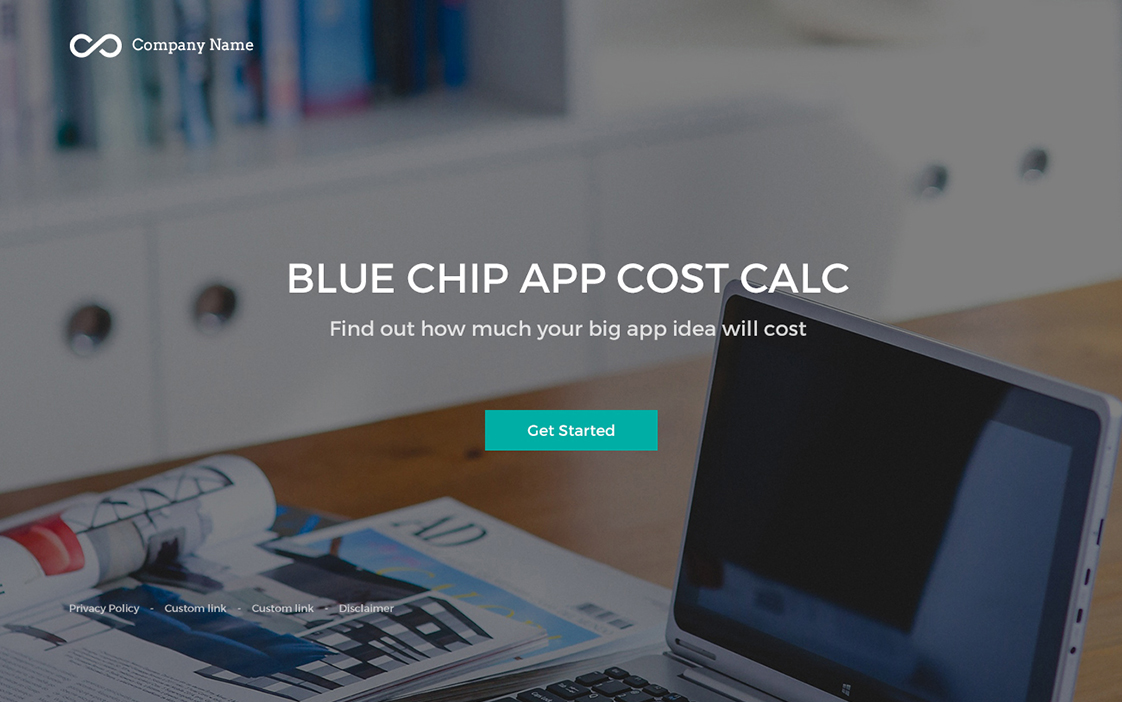 Company Name
BLUE CHIP APP COST CALC
Find out how much your big app idea will cost
Get Started
AD
Privacy Policy - Custom link - Custom link - Disclaimer